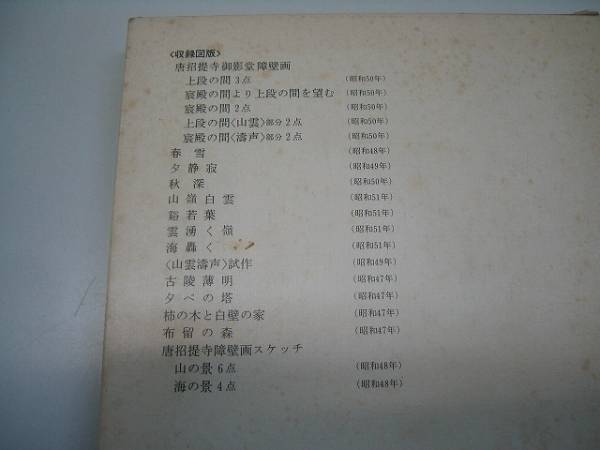 〈収録図版〉
唐招提寺御影堂障壁画
上段の間3点 (昭和50年)
宸殿の間より上段の間を望む (昭和50年)
宸殿の間2点 (昭和50年)
上段の間〈山雲〉部分2点 (昭和50年)
宸殿の間〈濤声〉部分2点 (昭和50年)
春雪 (昭和48年)
夕静寂 (昭和49年)
秋深 (昭和50年)
山嶺白雲 (昭和51年)
谿若葉 (昭和51年)
雲湧く嶺 (昭和51年)
海轟く (昭和51年)
〈山雲濤声〉試作 (昭和49年)
古陵薄明 (昭和47年)
夕べの塔 (昭和47年)
柿の木と白壁の家 (昭和47年)
布留の森 (昭和47年)
唐招提寺障壁画スケッチ
山の景6点 (昭和48年)
海の景4点 (昭和48年)